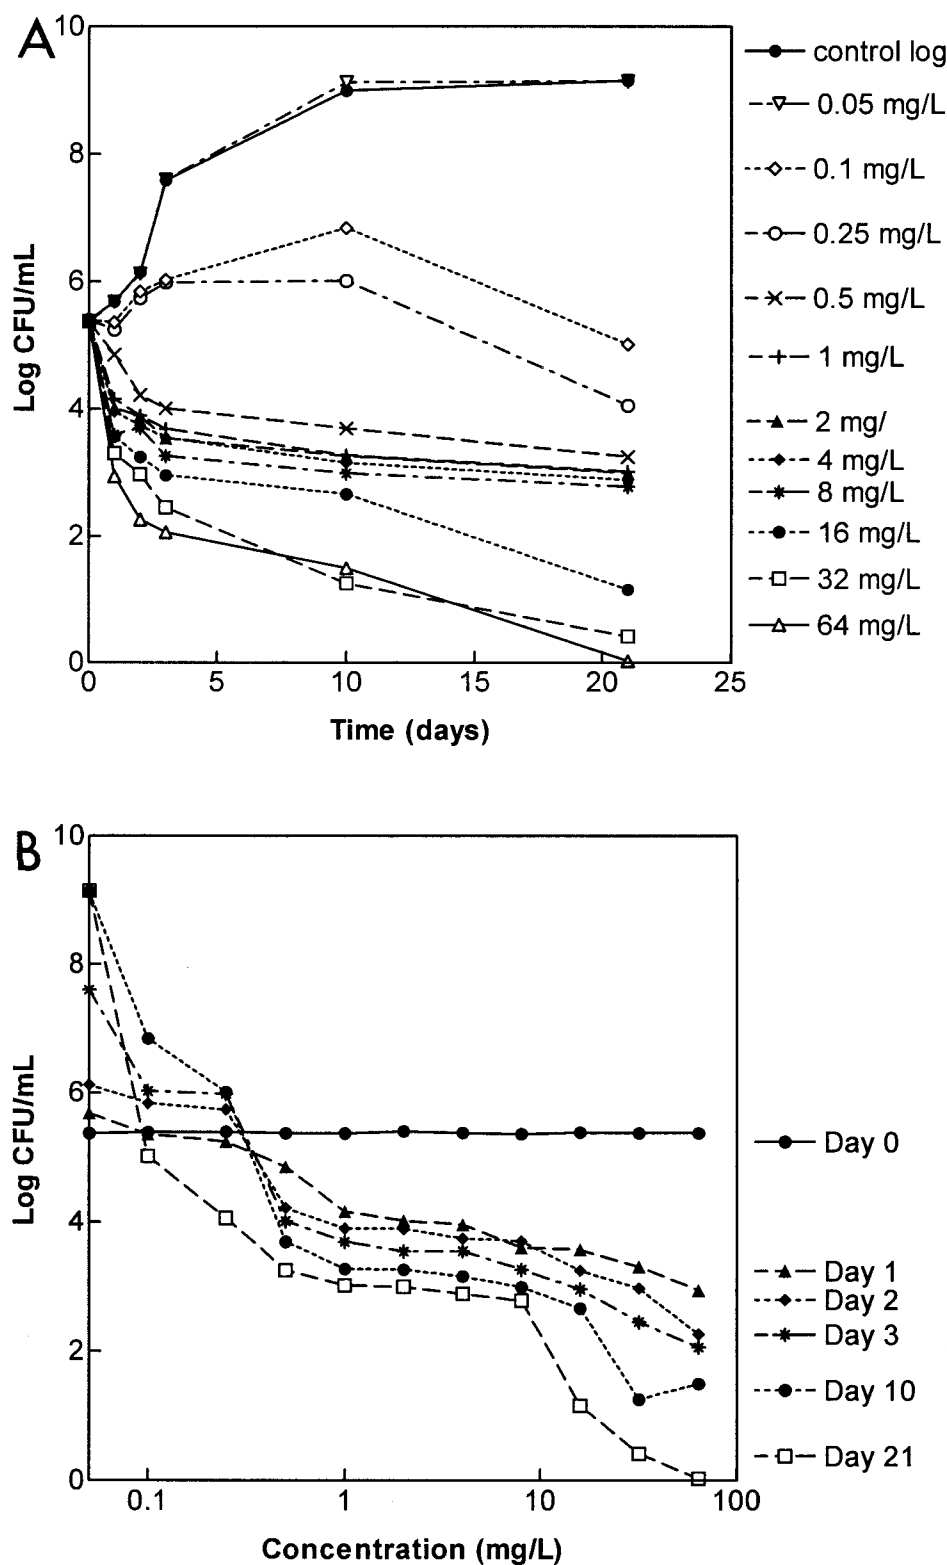 A
10
8
6
4
2
0
Log CFU/mL
0 5 10 15 20 25
Time (days)
control log
0.05 mg/L
0.1 mg/L
0.25 mg/L
0.5 mg/L
1 mg/L
2 mg/
4 mg/L
8 mg/L
16 mg/L
32 mg/L
64 mg/L
B
10
8
6
4
2
0
Log CFU/mL
0.1 1 10 100
Concentration (mg/L)
Day 0
Day 1
Day 2
Day 3
Day 10
Day 21